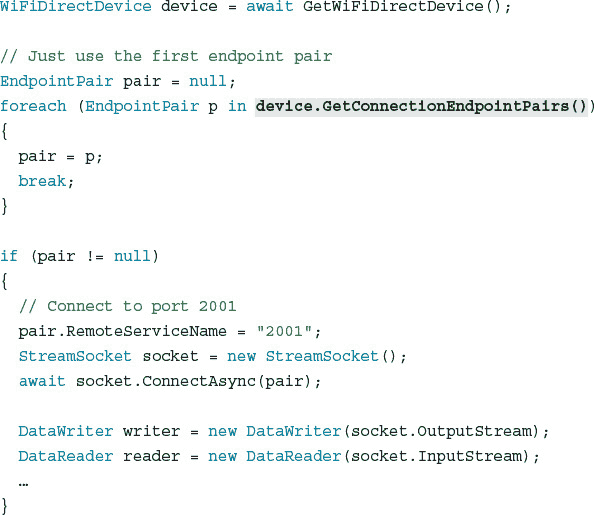 WiFiDirectDevice device = await GetWiFiDirectDevice();

// Just use the first endpoint pair
EndpointPair pair = null;
foreach (EndpointPair p in device.GetConnectionEndpointPairs())
{
  pair = p;
  break;
}

if (pair != null)
{
  // Connect to port 2001
  pair.RemoteServiceName = "2001";
  StreamSocket socket = new StreamSocket();
  await socket.ConnectAsync(pair);

  DataWriter writer = new DataWriter(socket.OutputStream);
  DataReader reader = new DataReader(socket.InputStream);
  …
}